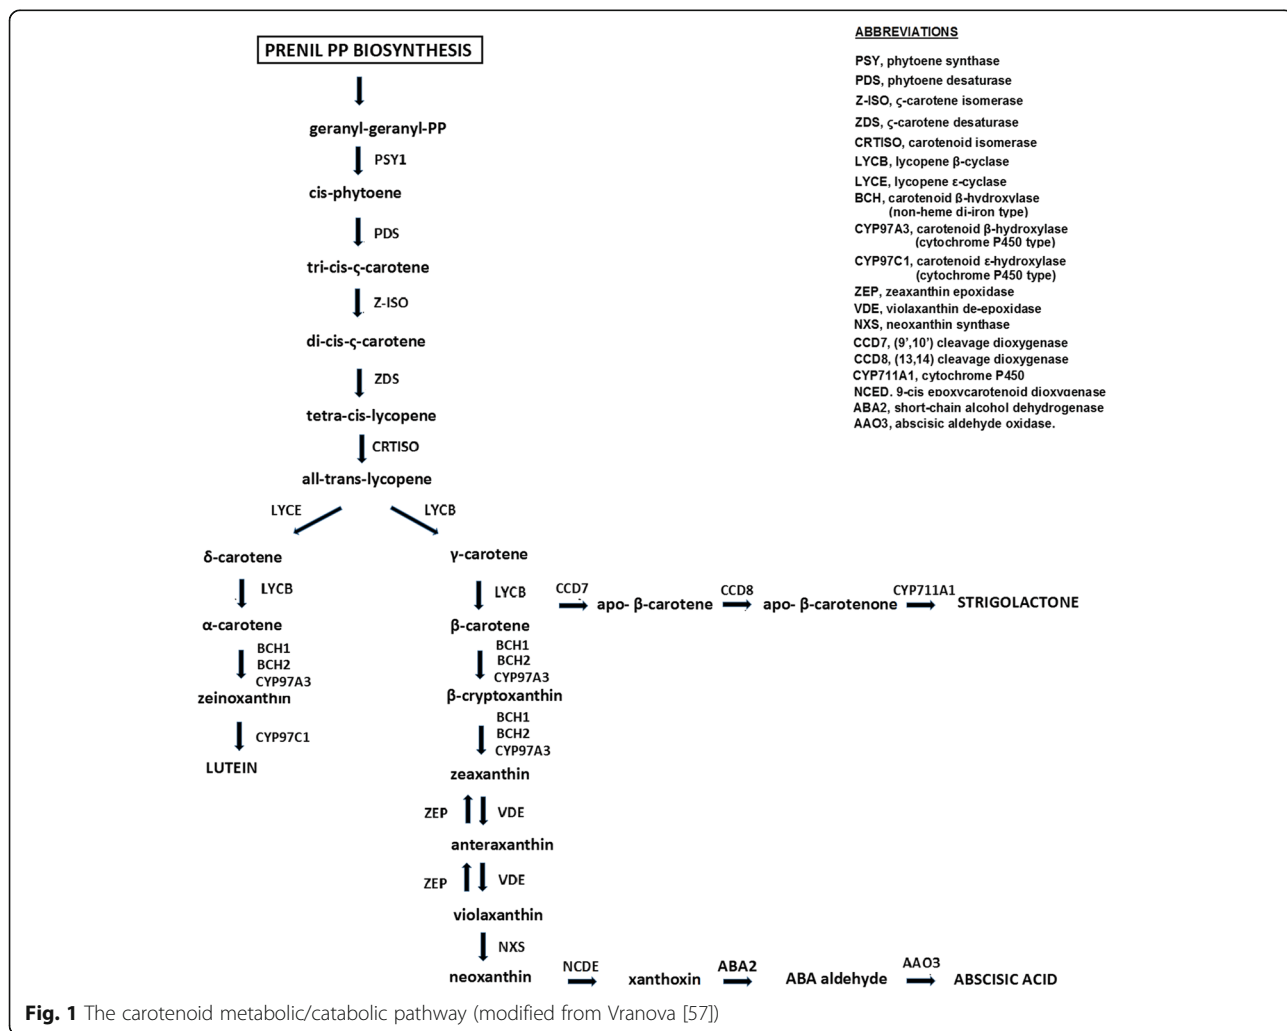 PRENIL PP BIOSYNTHESIS
geranyl-geranyl-PP
PSY1
cis-phytoene
PDS
tri-cis-ς-carotene
Z-ISO
di-cis-ς-carotene
ZDS
tetra-cis-lycopene
CRTISO
all-trans-lycopene
LYCE
LYCB
δ-carotene
γ-carotene
LYCB
LYCB
CCD7
apo- β-carotene
CCD8
apo- β-carotenone
CYP711A1
STRIGOLACTONE
α-carotene
β-carotene
BCH1
BCH2
CYP97A3
BCH1
BCH2
CYP97A3
zeinoxanthin
β-cryptoxanthin
CYP97C1
BCH1
BCH2
CYP97A3
LUTEIN
zeaxanthin
ZEP
VDE
anteraxanthin
ZEP
VDE
violaxanthin
NXS
neoxanthin
NCDE
xanthoxin
ABA2
ABA aldehyde
AAO3
ABSCISIC ACID
ABBREVIATIONS
PSY, phytoene synthase
PDS, phytoene desaturase
Z-ISO, ς-carotene isomerase
ZDS, ς-carotene desaturase
CRTISO, carotenoid isomerase
LYCB, lycopene β-cyclase
LYCE, lycopene ε-cyclase
BCH, carotenoid β-hydroxylase
(non-heme di-iron type)
CYP97A3, carotenoid β-hydroxylase
(cytochrome P450 type)
CYP97C1, carotenoid ε-hydroxylase
(cytochrome P450 type)
ZEP, zeaxanthin epoxidase
VDE, violaxanthin de-epoxidase
NXS, neoxanthin synthase
CCD7, (9’,10’) cleavage dioxygenase
CCD8, (13,14) cleavage dioxygenase
CYP711A1, cytochrome P450
NCED, 9-cis epoxycarotenoid dioxygenase
ABA2, short-chain alcohol dehydrogenase
AAO3, abscisic aldehyde oxidase.
Fig. 1 The carotenoid metabolic/catabolic pathway (modified from Vranova [57])